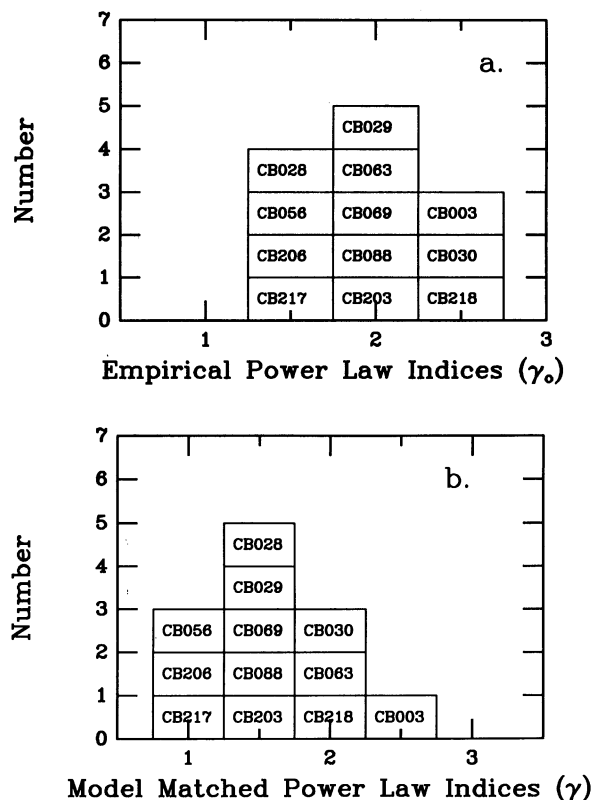 7
a.
6
5
CB029
4
CB028 CB063
3
Number
CB056 CB069 CB003
2
CB206 CB088 CB030
1
CB217 CB203 CB218
0
1 2 3
Empirical Power Law Indices (γₒ)
7
b.
6
5
CB028
4
CB029
3
Number
CB056 CB069 CB030
2
CB206 CB088 CB063
1
CB217 CB203 CB218 CB003
0
1 2 3
Model Matched Power Law Indices (γ)